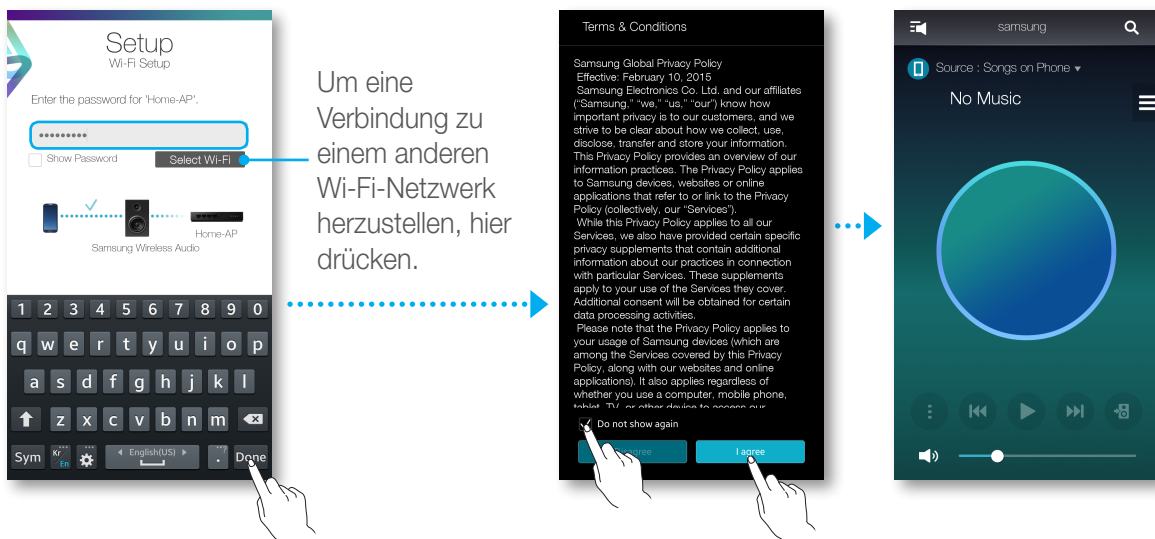 Setup
Wi-Fi Setup
Enter the password for 'Home-AP'.
•••••••••
Show Password
Select Wi-Fi
Home-AP
Samsung Wireless Audio
1 2 3 4 5 6 7 8 9 0
q w e r t y u i o p
a s d f g h j k l
z x c v b n m
Sym Kr En English(US) . Done
Um eine
Verbindung zu
einem anderen
Wi-Fi-Netzwerk
herzustellen, hier
drücken.
Terms & Conditions
Samsung Global Privacy Policy
Effective: February 10, 2015
Samsung Electronics Co. Ltd. and our affiliates
("Samsung," "we," "us," "our") know how
important privacy is to our customers, and we
strive to be clear about how we collect, use,
disclose, transfer and store your information.
This Privacy Policy provides an overview of our
information practices. The Privacy Policy applies
to Samsung devices, websites or online
applications that refer to or link to the Privacy
Policy (collectively, our "Services").
While this Privacy Policy applies to all our
Services, we also have provided certain specific
privacy supplements that contain additional
information about our practices in connection
with particular Services. These supplements
apply to your use of the Services they cover.
Additional consent will be obtained for certain
data processing activities.
Please note that the Privacy Policy applies to
your usage of Samsung devices (which are
among the Services covered by this Privacy
Policy, along with our websites and online
applications). It also applies regardless of
whether you use a computer, mobile phone,
tablet, TV, or other device to access our
Do not show again
I agree
samsung
Source : Songs on Phone
No Music